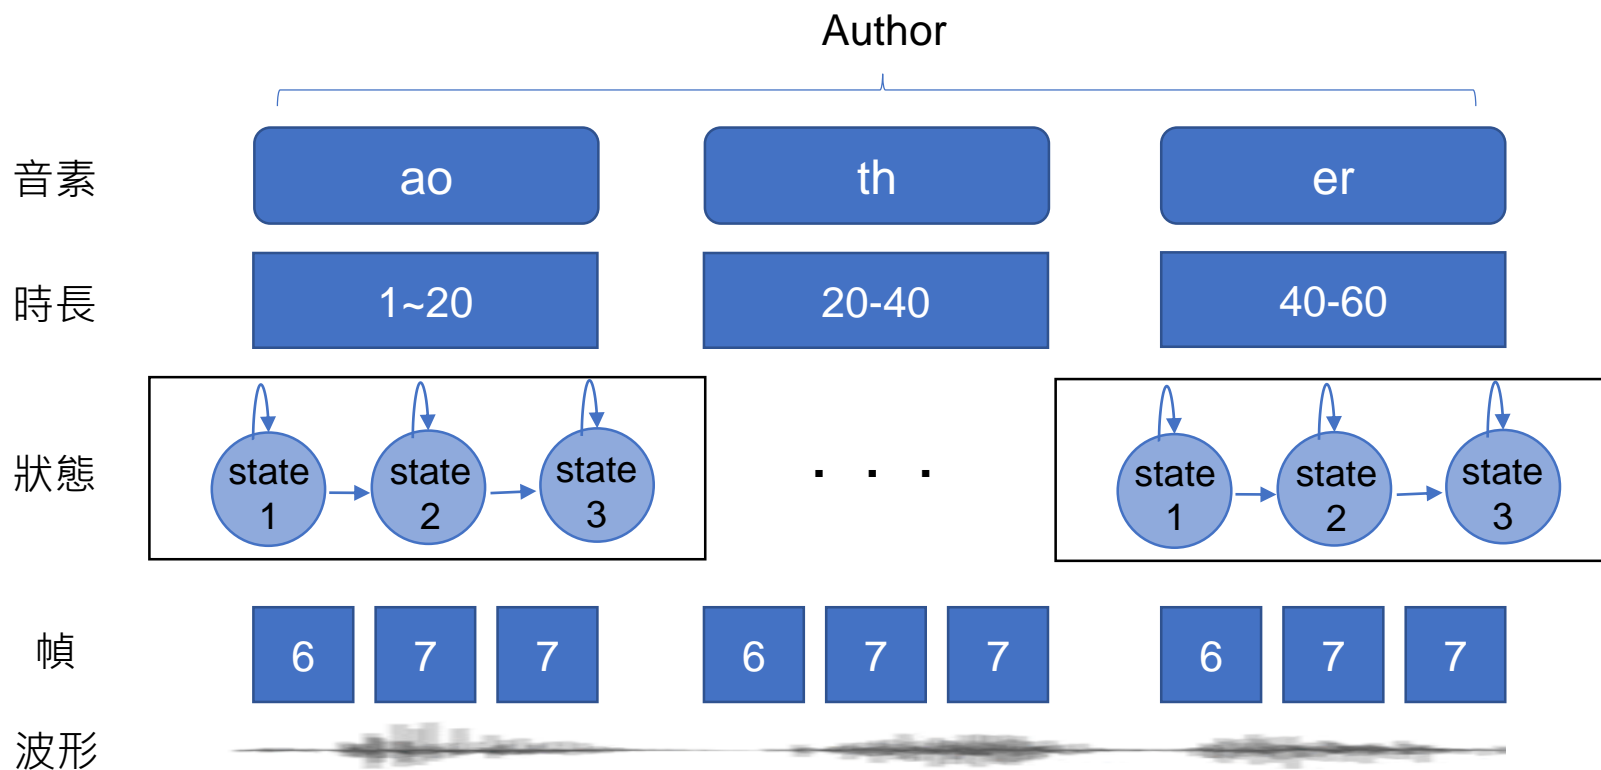 Author
音素
ao
th
er
時長
1~20
20-40
40-60
狀態
state
1
state
2
state
3
. . .
state
1
state
2
state
3
幀
6
7
7
6
7
7
6
7
7
波形